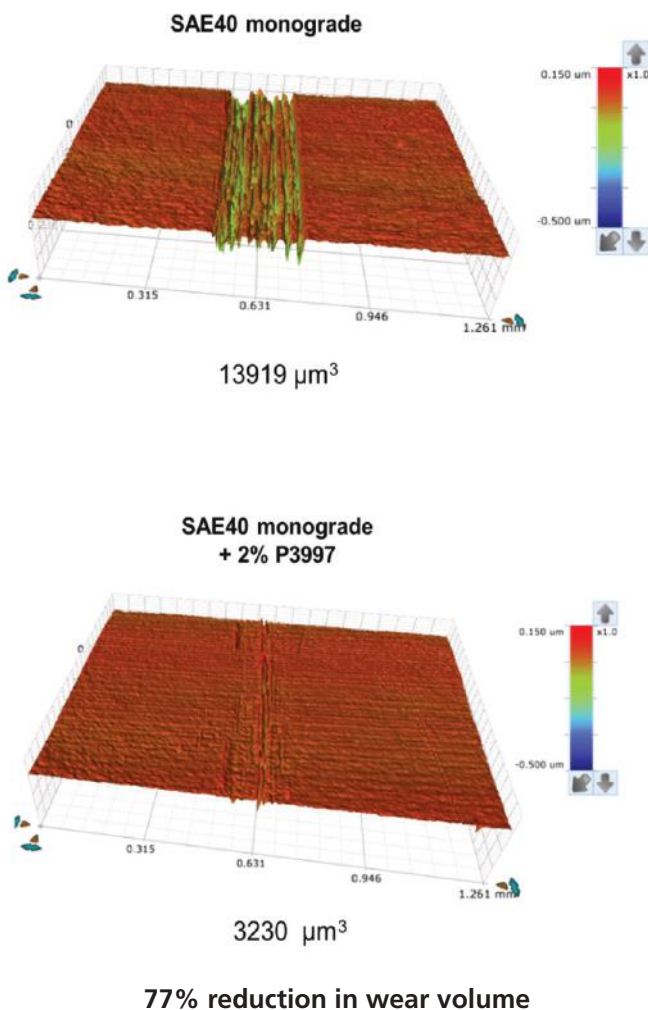 SAE40 monograde
0.150 um
x1.0
0
-0.500 um
0.315
0.631
0.946
1.261 mm
13919 µm³
SAE40 monograde
+ 2% P3997
0.150 um
x1.0
0
-0.500 um
0.315
0.631
0.946
1.261 mm
3230 µm³
77% reduction in wear volume